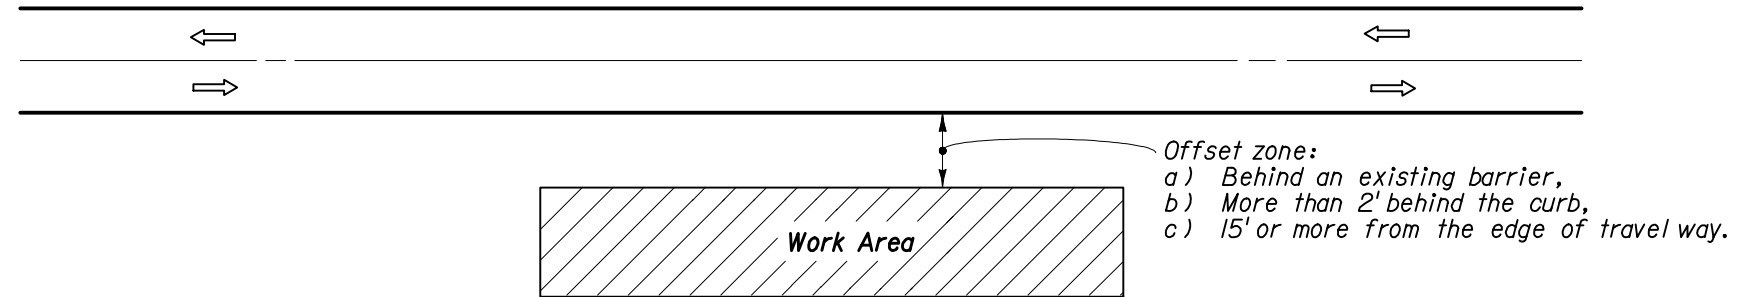 Offset zone:
a) Behind an existing barrier,
b) More than 2' behind the curb,
c) 15' or more from the edge of travel way.
Work Area